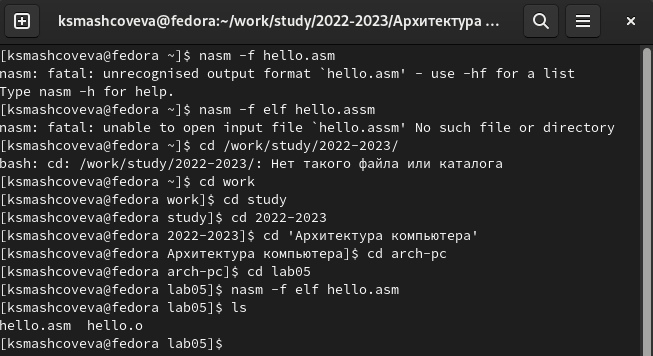 ksmashcoveva@fedora:~/work/study/2022-2023/Архитектура ...
[ksmashcoveva@fedora ~]$ nasm -f hello.asm
nasm: fatal: unrecognised output format `hello.asm' - use -hf for a list
Type nasm -h for help.
[ksmashcoveva@fedora ~]$ nasm -f elf hello.assm
nasm: fatal: unable to open input file `hello.assm' No such file or directory
[ksmashcoveva@fedora ~]$ cd /work/study/2022-2023/
bash: cd: /work/study/2022-2023/: Нет такого файла или каталога
[ksmashcoveva@fedora ~]$ cd work
[ksmashcoveva@fedora work]$ cd study
[ksmashcoveva@fedora study]$ cd 2022-2023
[ksmashcoveva@fedora 2022-2023]$ cd 'Архитектура компьютера'
[ksmashcoveva@fedora Архитектура компьютера]$ cd arch-pc
[ksmashcoveva@fedora arch-pc]$ cd lab05
[ksmashcoveva@fedora lab05]$ nasm -f elf hello.asm
[ksmashcoveva@fedora lab05]$ ls
hello.asm  hello.o
[ksmashcoveva@fedora lab05]$